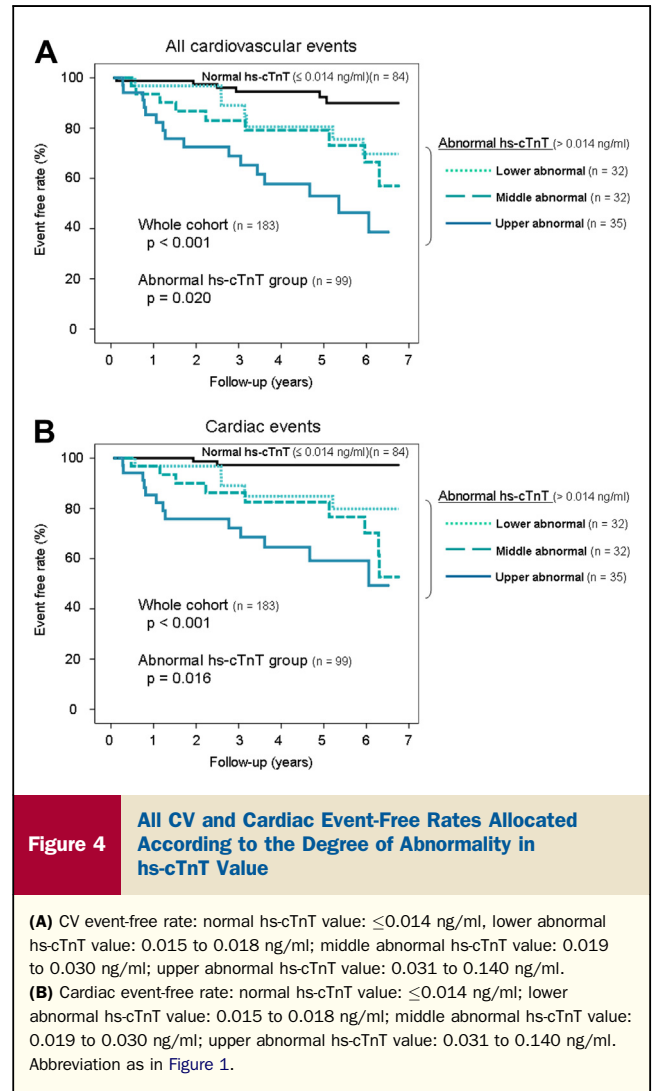 A
All cardiovascular events
Normal hs-cTnT (≤ 0.014 ng/ml)(n = 84)
100
80
60
40
20
0
Event free rate (%)
Whole cohort (n = 183)
p < 0.001
Abnormal hs-cTnT group (n = 99)
p = 0.020
0 1 2 3 4 5 6 7
Follow-up (years)
Abnormal hs-cTnT (> 0.014 ng/ml)
Lower abnormal (n = 32)
Middle abnormal (n = 32)
Upper abnormal (n = 35)
B
Cardiac events
Normal hs-cTnT (≤ 0.014 ng/ml)(n = 84)
100
80
60
40
20
0
Event free rate (%)
Whole cohort (n = 183)
p < 0.001
Abnormal hs-cTnT group (n = 99)
p = 0.016
0 1 2 3 4 5 6 7
Follow-up (years)
Abnormal hs-cTnT (> 0.014 ng/ml)
Lower abnormal (n = 32)
Middle abnormal (n = 32)
Upper abnormal (n = 35)
Figure 4
All CV and Cardiac Event-Free Rates Allocated
According to the Degree of Abnormality in
hs-cTnT Value
(A) CV event-free rate: normal hs-cTnT value: ≤0.014 ng/ml, lower abnormal
hs-cTnT value: 0.015 to 0.018 ng/ml; middle abnormal hs-cTnT value: 0.019
to 0.030 ng/ml; upper abnormal hs-cTnT value: 0.031 to 0.140 ng/ml.
(B) Cardiac event-free rate: normal hs-cTnT value: ≤0.014 ng/ml; lower
abnormal hs-cTnT value: 0.015 to 0.018 ng/ml; middle abnormal hs-cTnT value:
0.019 to 0.030 ng/ml; upper abnormal hs-cTnT value: 0.031 to 0.140 ng/ml.
Abbreviation as in Figure 1.